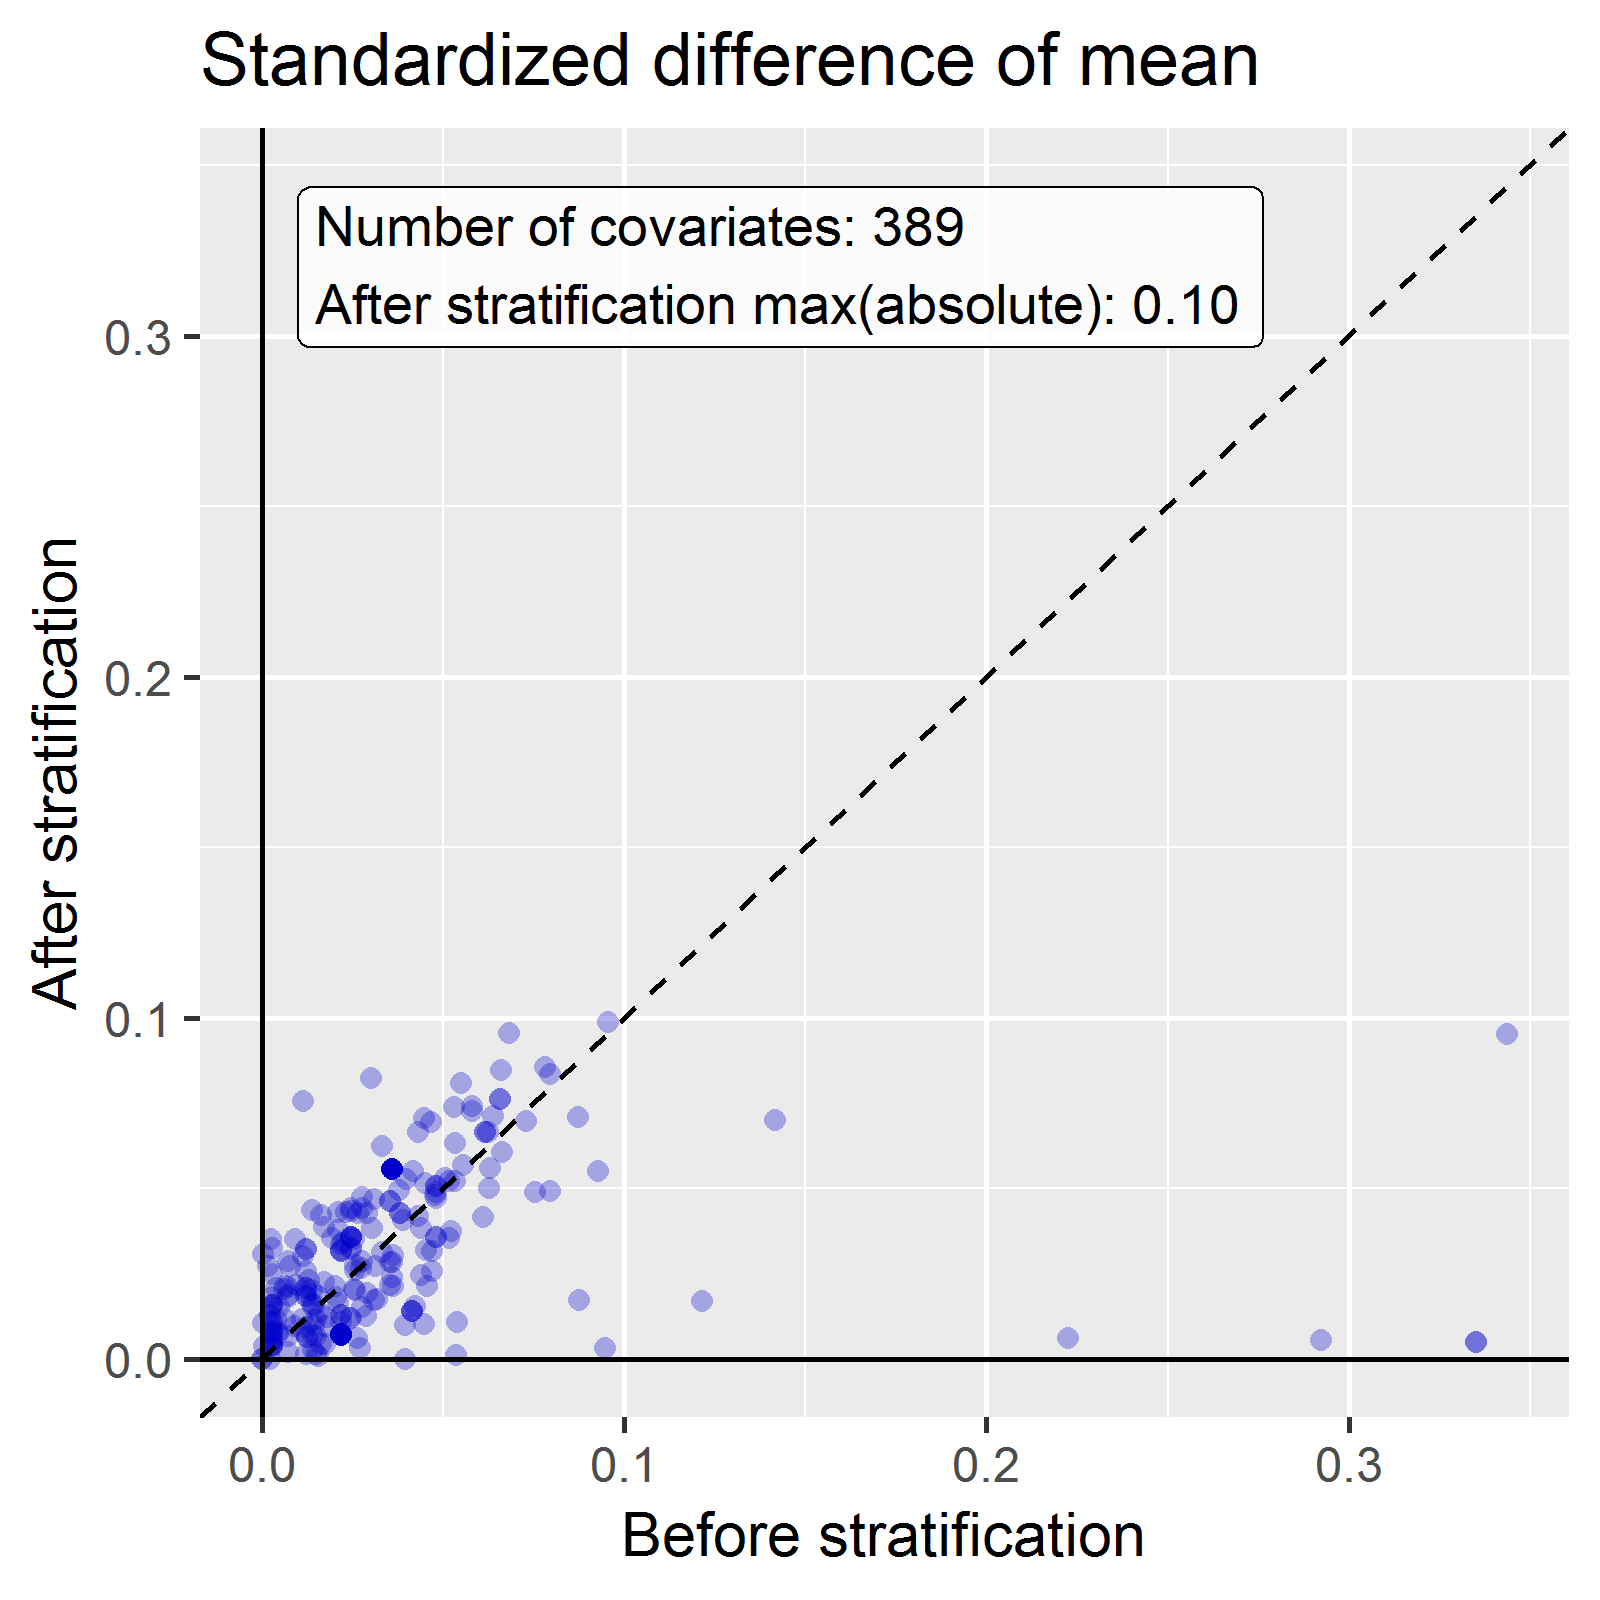 Standardized difference of mean
Number of covariates: 389
After stratification max(absolute): 0.10
After stratification
0.3
0.2
0.1
0.0
0.0
0.1
0.2
0.3
Before stratification